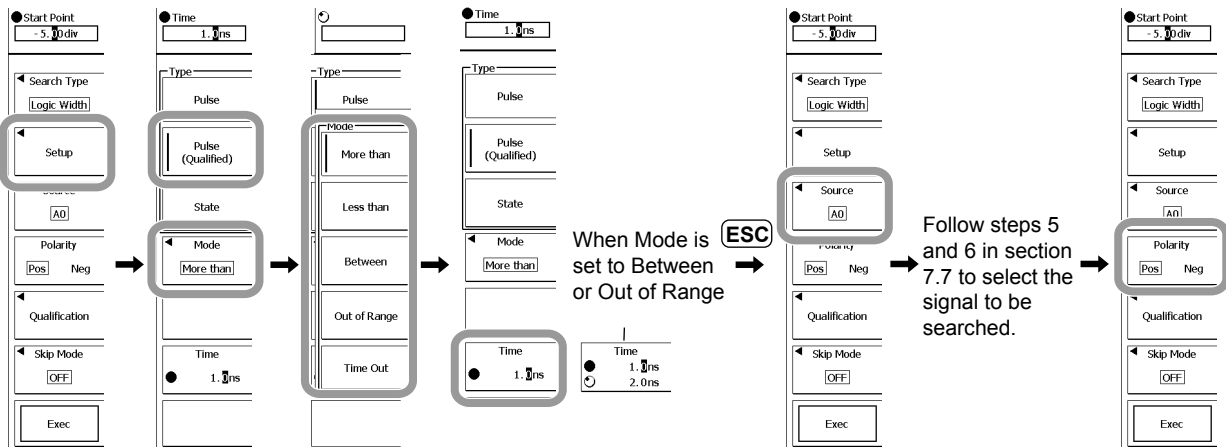 Start Point
-5.00div
Search Type
Logic Width
Setup
Source
A0
Polarity
Pos Neg
Qualification
Skip Mode
OFF
Exec
Time
1.0ns
Type
Pulse
Pulse
(Qualified)
State
Mode
More than
Time
1.0ns
Type
Pulse
Mode
More than
Less than
Between
Out of Range
Time Out
Time
1.0ns
Type
Pulse
Pulse
(Qualified)
State
Mode
More than
Time
1.0ns
When Mode is
set to Between
or Out of Range
Time
1.0ns
2.0ns
ESC
Start Point
-5.00div
Search Type
Logic Width
Setup
Source
A0
Polarity
Pos Neg
Qualification
Skip Mode
OFF
Exec
Follow steps 5
and 6 in section
7.7 to select the
signal to be
searched.
Start Point
-5.00div
Search Type
Logic Width
Setup
Source
A0
Polarity
Pos Neg
Qualification
Skip Mode
OFF
Exec